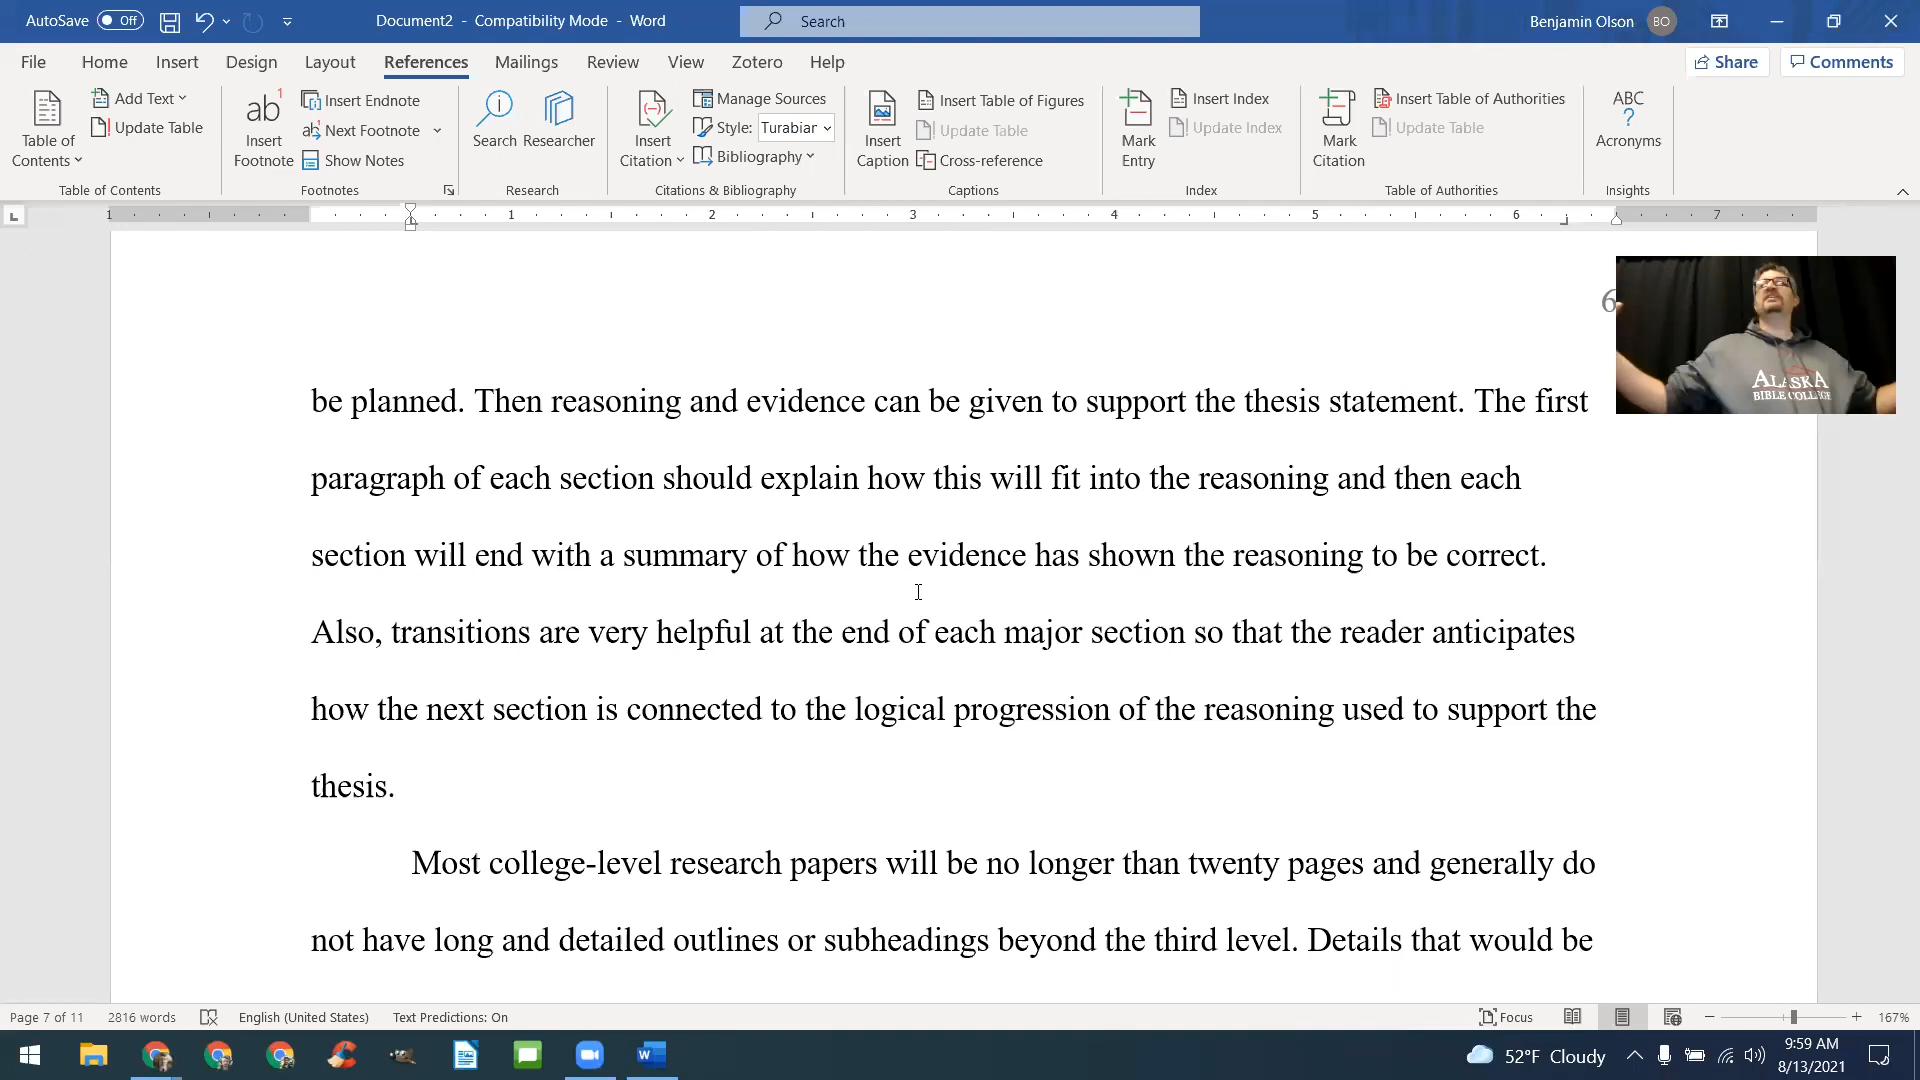 AutoSave Off Document2 - Compatibility Mode - Word Search Benjamin Olson BO
File Home Insert Design Layout References Mailings Review View Zotero Help Share Comments
Table of Contents
Add Text
Update Table
Table of Contents
ab 1
Insert Footnote
Insert Endnote
Next Footnote
Show Notes
Footnotes
Search
Researcher
Research
Insert Citation
Manage Sources
Style: Turabian
Bibliography
Citations & Bibliography
Insert Caption
Insert Table of Figures
Update Table
Cross-reference
Captions
Mark Entry
Insert Index
Update Index
Index
Mark Citation
Insert Table of Authorities
Update Table
Table of Authorities
ABC
?
Acronyms
Insights
1 1 2 3 4 5 6 7
6
ALASKA
BIBLE COLLEGE
be planned. Then reasoning and evidence can be given to support the thesis statement. The first
paragraph of each section should explain how this will fit into the reasoning and then each
section will end with a summary of how the evidence has shown the reasoning to be correct.
Also, transitions are very helpful at the end of each major section so that the reader anticipates
how the next section is connected to the logical progression of the reasoning used to support the
thesis.
Most college-level research papers will be no longer than twenty pages and generally do
not have long and detailed outlines or subheadings beyond the third level. Details that would be
Page 7 of 11 2816 words English (United States) Text Predictions: On Focus 167%
52°F Cloudy 9:59 AM
8/13/2021